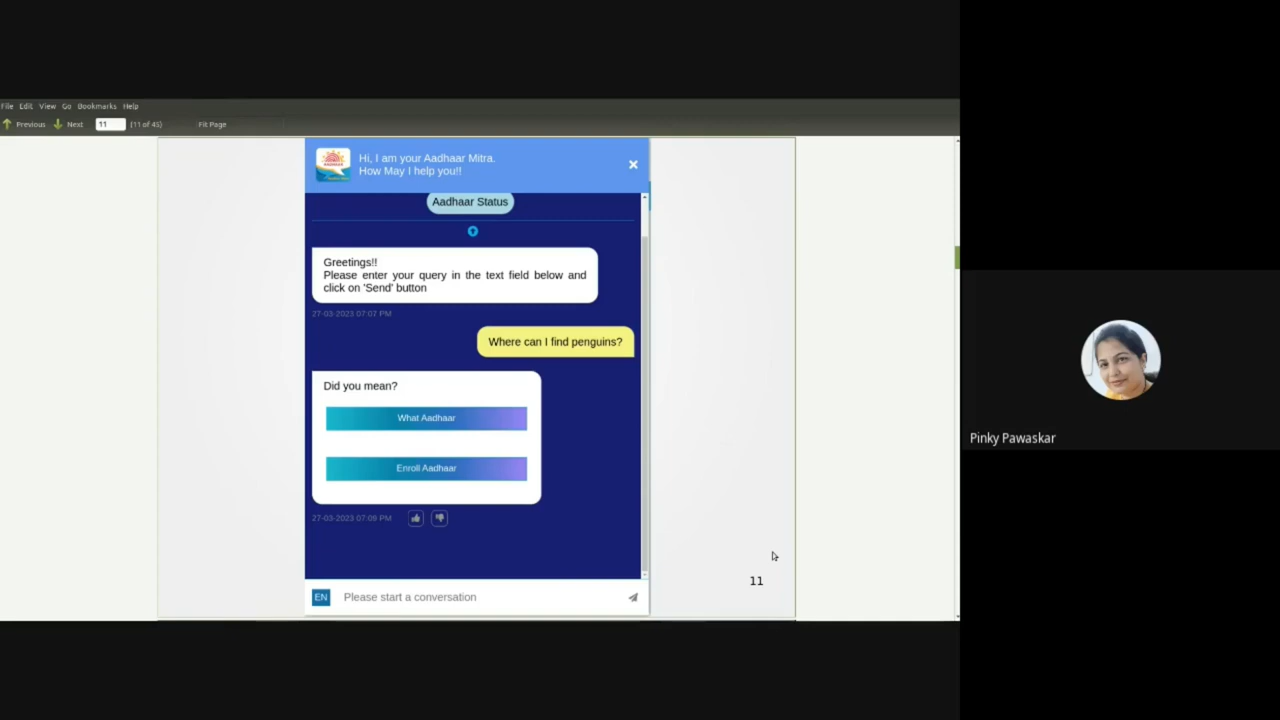 File Edit View Go Bookmarks Help
Previous Next 11 (11 of 45) Fit Page
Hi, I am your Aadhaar Mitra.
How May I help you!!
AADHAAR
Aadhaar Status
Greetings!!
Please enter your query in the text field below and
click on 'Send' button
27-03-2023 07:07 PM
Where can I find penguins?
Did you mean?
What Aadhaar
Enroll Aadhaar
27-03-2023 07:09 PM
EN Please start a conversation
11
Pinky Pawaskar